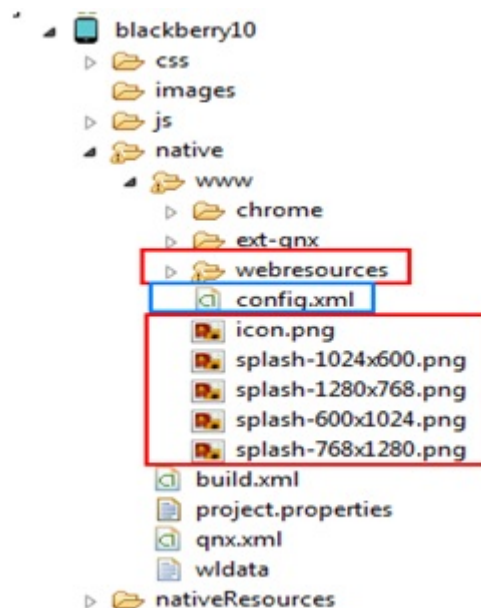 blackberry10
css
images
js
native
www
chrome
ext-qnx
webresources
config.xml
icon.png
splash-1024x600.png
splash-1280x768.png
splash-600x1024.png
splash-768x1280.png
build.xml
project.properties
qnx.xml
wldata
nativeResources